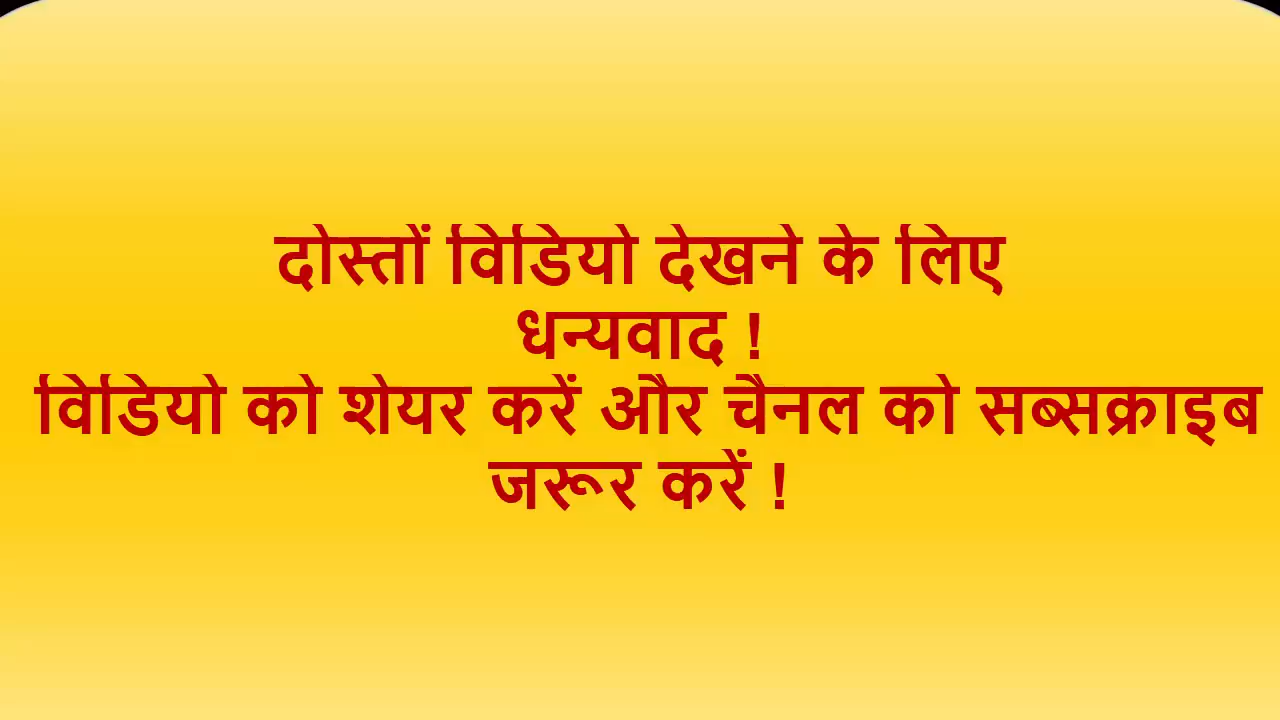 दोस्तों विडियो देखने के लिए
धन्यवाद !
विडियो को शेयर करें और चैनल को सब्सक्राइब
जरूर करें !